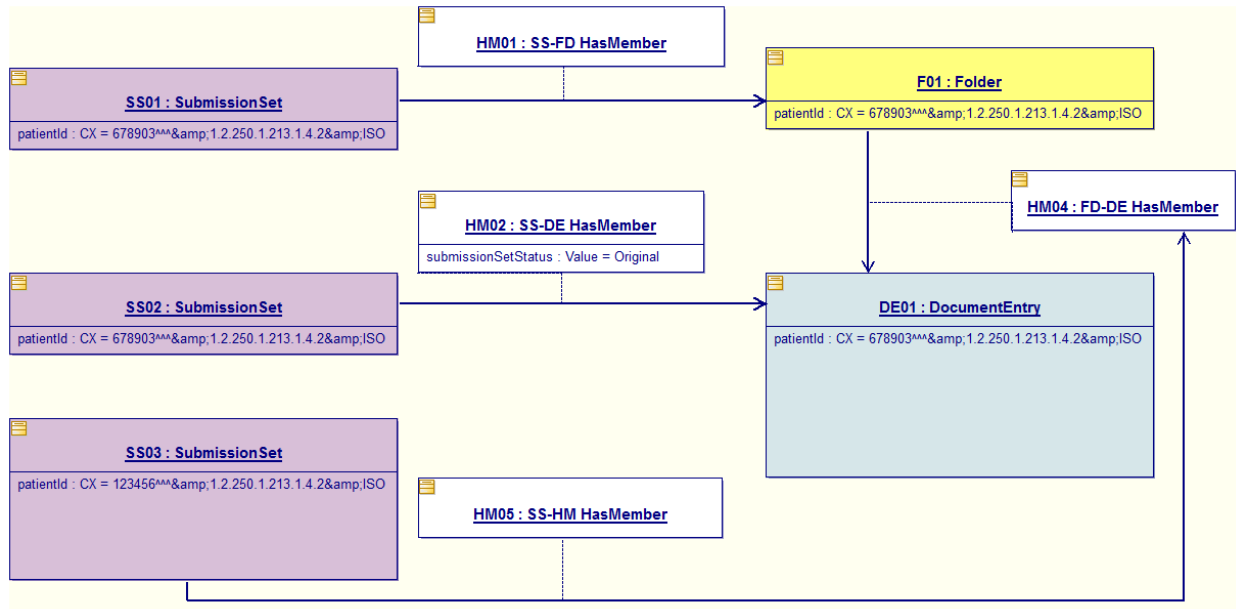 HM01 : SS-FD HasMember
SS01 : SubmissionSet
patientId : CX = 678903^^^&amp;1.2.250.1.213.1.4.2&amp;ISO
F01 : Folder
patientId : CX = 678903^^^&amp;1.2.250.1.213.1.4.2&amp;ISO
HM04 : FD-DE HasMember
HM02 : SS-DE HasMember
submissionSetStatus : Value = Original
SS02 : SubmissionSet
patientId : CX = 678903^^^&amp;1.2.250.1.213.1.4.2&amp;ISO
DE01 : DocumentEntry
patientId : CX = 678903^^^&amp;1.2.250.1.213.1.4.2&amp;ISO
SS03 : SubmissionSet
patientId : CX = 123456^^^&amp;1.2.250.1.213.1.4.2&amp;ISO
HM05 : SS-HM HasMember